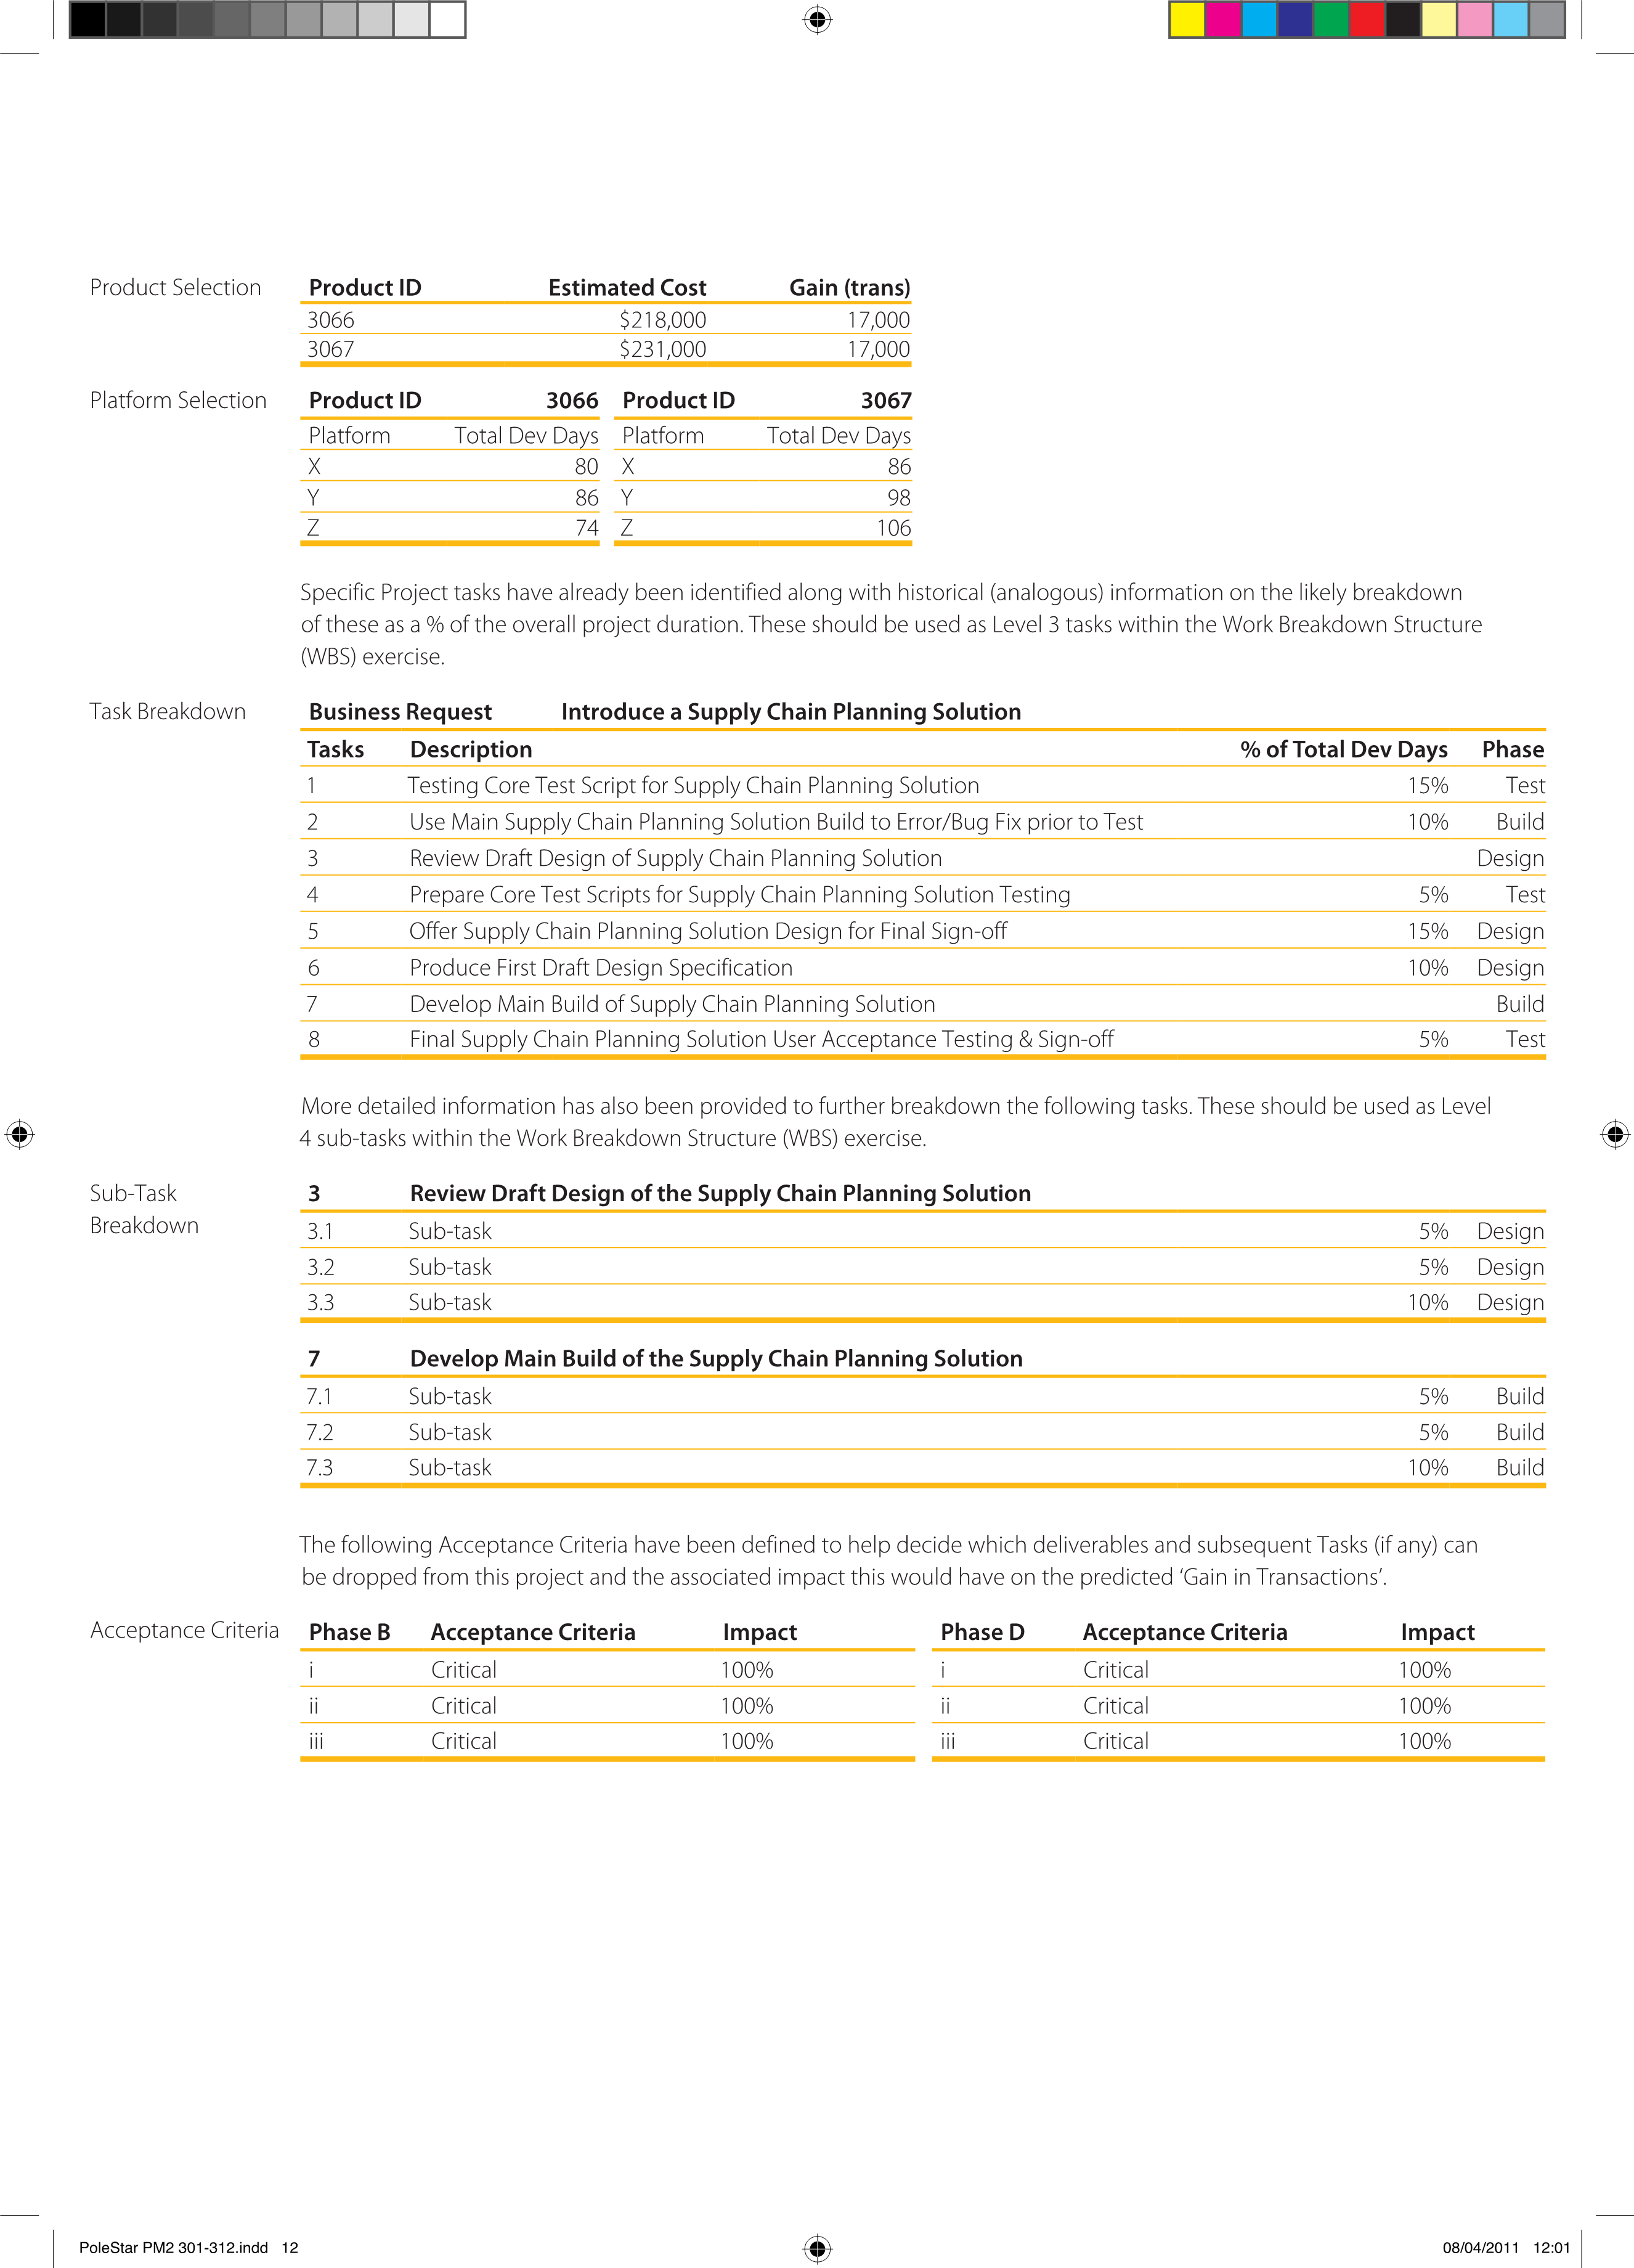 Product Selection Product ID Estimated Cost Gain (trans)
3066 $218,000 17,000
3067 $231,000 17,000
Platform Selection Product ID 3066 Product ID 3067
Platform Total Dev Days Platform Total Dev Days
X 80 X 86
Y 86 Y 98
Z 74 Z 106
Specific Project tasks have already been identified along with historical (analogous) information on the likely breakdown
of these as a % of the overall project duration. These should be used as Level 3 tasks within the Work Breakdown Structure
(WBS) exercise.
Task Breakdown Business Request Introduce a Supply Chain Planning Solution
Tasks Description % of Total Dev Days Phase
1 Testing Core Test Script for Supply Chain Planning Solution 15% Test
2 Use Main Supply Chain Planning Solution Build to Error/Bug Fix prior to Test 10% Build
3 Review Draft Design of Supply Chain Planning Solution Design
4 Prepare Core Test Scripts for Supply Chain Planning Solution Testing 5% Test
5 Offer Supply Chain Planning Solution Design for Final Sign-off 15% Design
6 Produce First Draft Design Specification 10% Design
7 Develop Main Build of Supply Chain Planning Solution Build
8 Final Supply Chain Planning Solution User Acceptance Testing & Sign-off 5% Test
More detailed information has also been provided to further breakdown the following tasks. These should be used as Level
4 sub-tasks within the Work Breakdown Structure (WBS) exercise.
Sub-Task 3 Review Draft Design of the Supply Chain Planning Solution
Breakdown 3.1 Sub-task 5% Design
3.2 Sub-task 5% Design
3.3 Sub-task 10% Design
7 Develop Main Build of the Supply Chain Planning Solution
7.1 Sub-task 5% Build
7.2 Sub-task 5% Build
7.3 Sub-task 10% Build
The following Acceptance Criteria have been defined to help decide which deliverables and subsequent Tasks (if any) can
be dropped from this project and the associated impact this would have on the predicted ‘Gain in Transactions’.
Acceptance Criteria Phase B Acceptance Criteria Impact Phase D Acceptance Criteria Impact
i Critical 100% i Critical 100%
ii Critical 100% ii Critical 100%
iii Critical 100% iii Critical 100%
PoleStar PM2 301-312.indd 12 08/04/2011 12:01